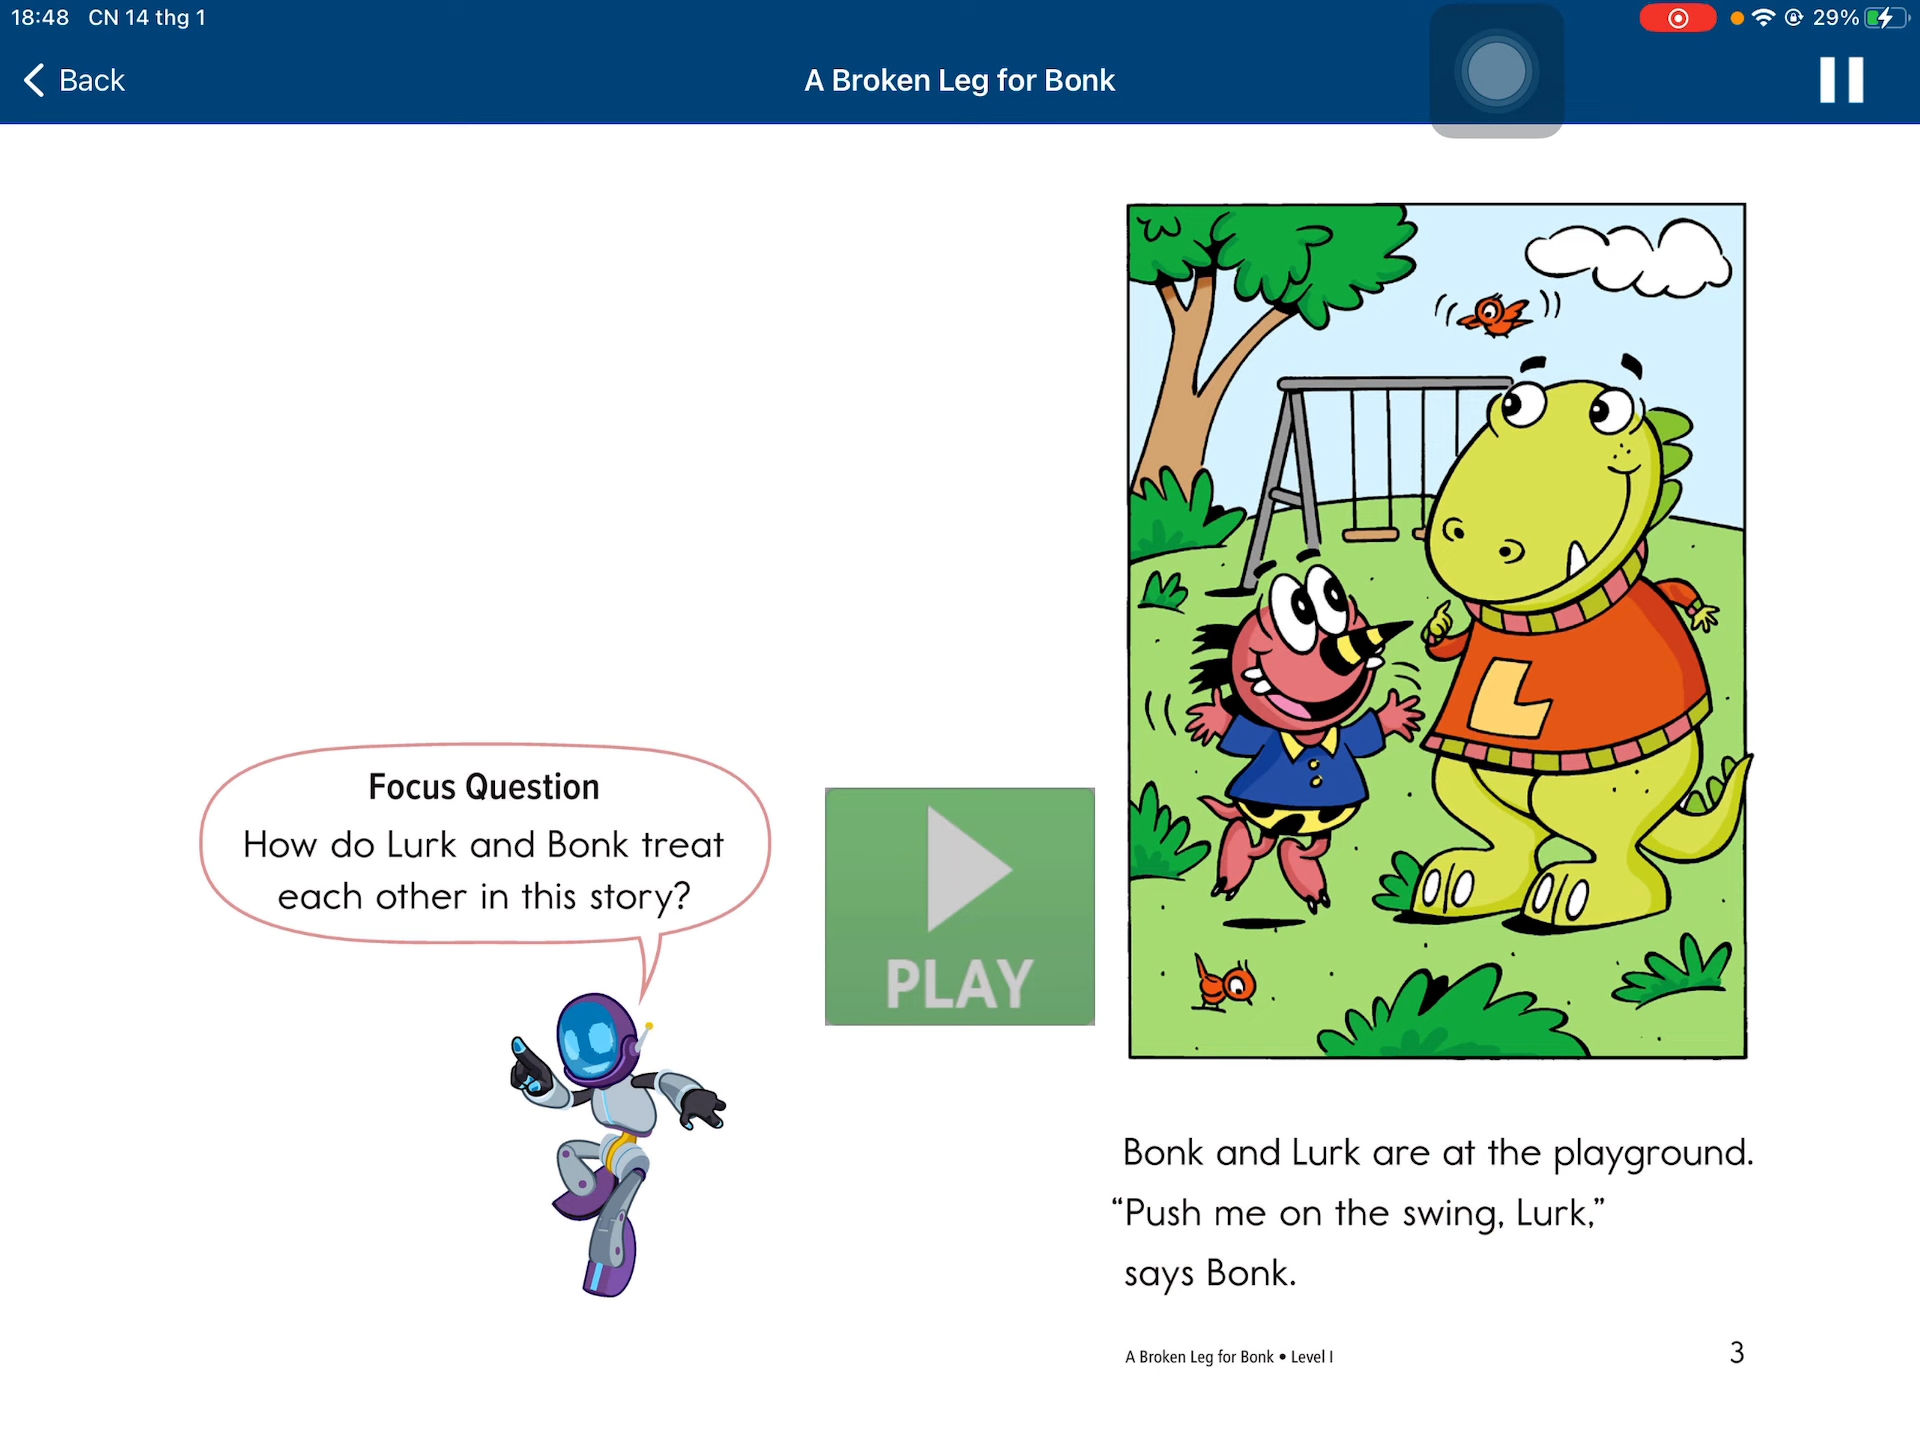 18:48 CN 14 thg 1
29%
Back
A Broken Leg for Bonk
Focus Question
How do Lurk and Bonk treat
each other in this story?
PLAY
L
Bonk and Lurk are at the playground.
“Push me on the swing, Lurk,”
says Bonk.
A Broken Leg for Bonk • Level I
3